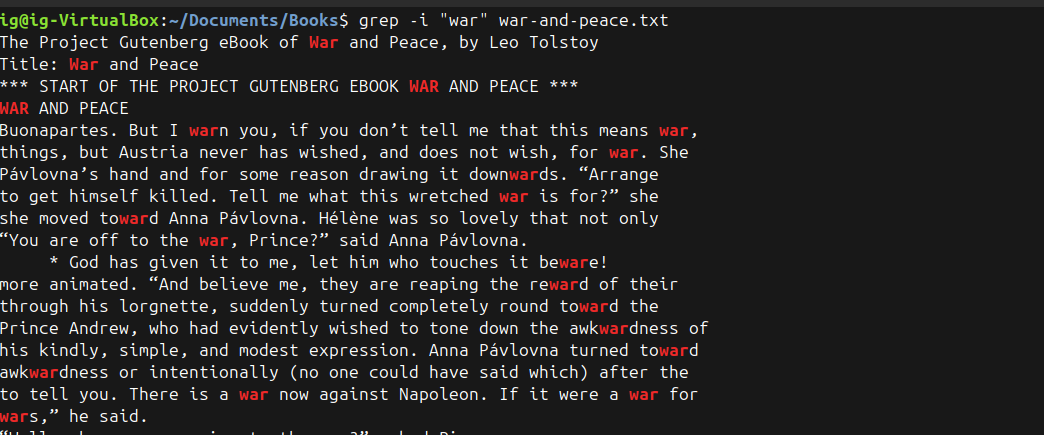 ig@ig-VirtualBox:~/Documents/Books$ grep -i "war" war-and-peace.txt
The Project Gutenberg eBook of War and Peace, by Leo Tolstoy
Title: War and Peace
*** START OF THE PROJECT GUTENBERG EBOOK WAR AND PEACE ***
WAR AND PEACE
Buonapartes. But I warn you, if you don’t tell me that this means war,
things, but Austria never has wished, and does not wish, for war. She
Pávlovna’s hand and for some reason drawing it downwards. “Arrange
to get himself killed. Tell me what this wretched war is for?” she
she moved toward Anna Pávlovna. Hélène was so lovely that not only
“You are off to the war, Prince?” said Anna Pávlovna.
     * God has given it to me, let him who touches it beware!
more animated. “And believe me, they are reaping the reward of their
through his lorgnette, suddenly turned completely round toward the
Prince Andrew, who had evidently wished to tone down the awkwardness of
his kindly, simple, and modest expression. Anna Pávlovna turned toward
awkwardness or intentionally (no one could have said which) after the
to tell you. There is a war now against Napoleon. If it were a war for
wars,” he said.